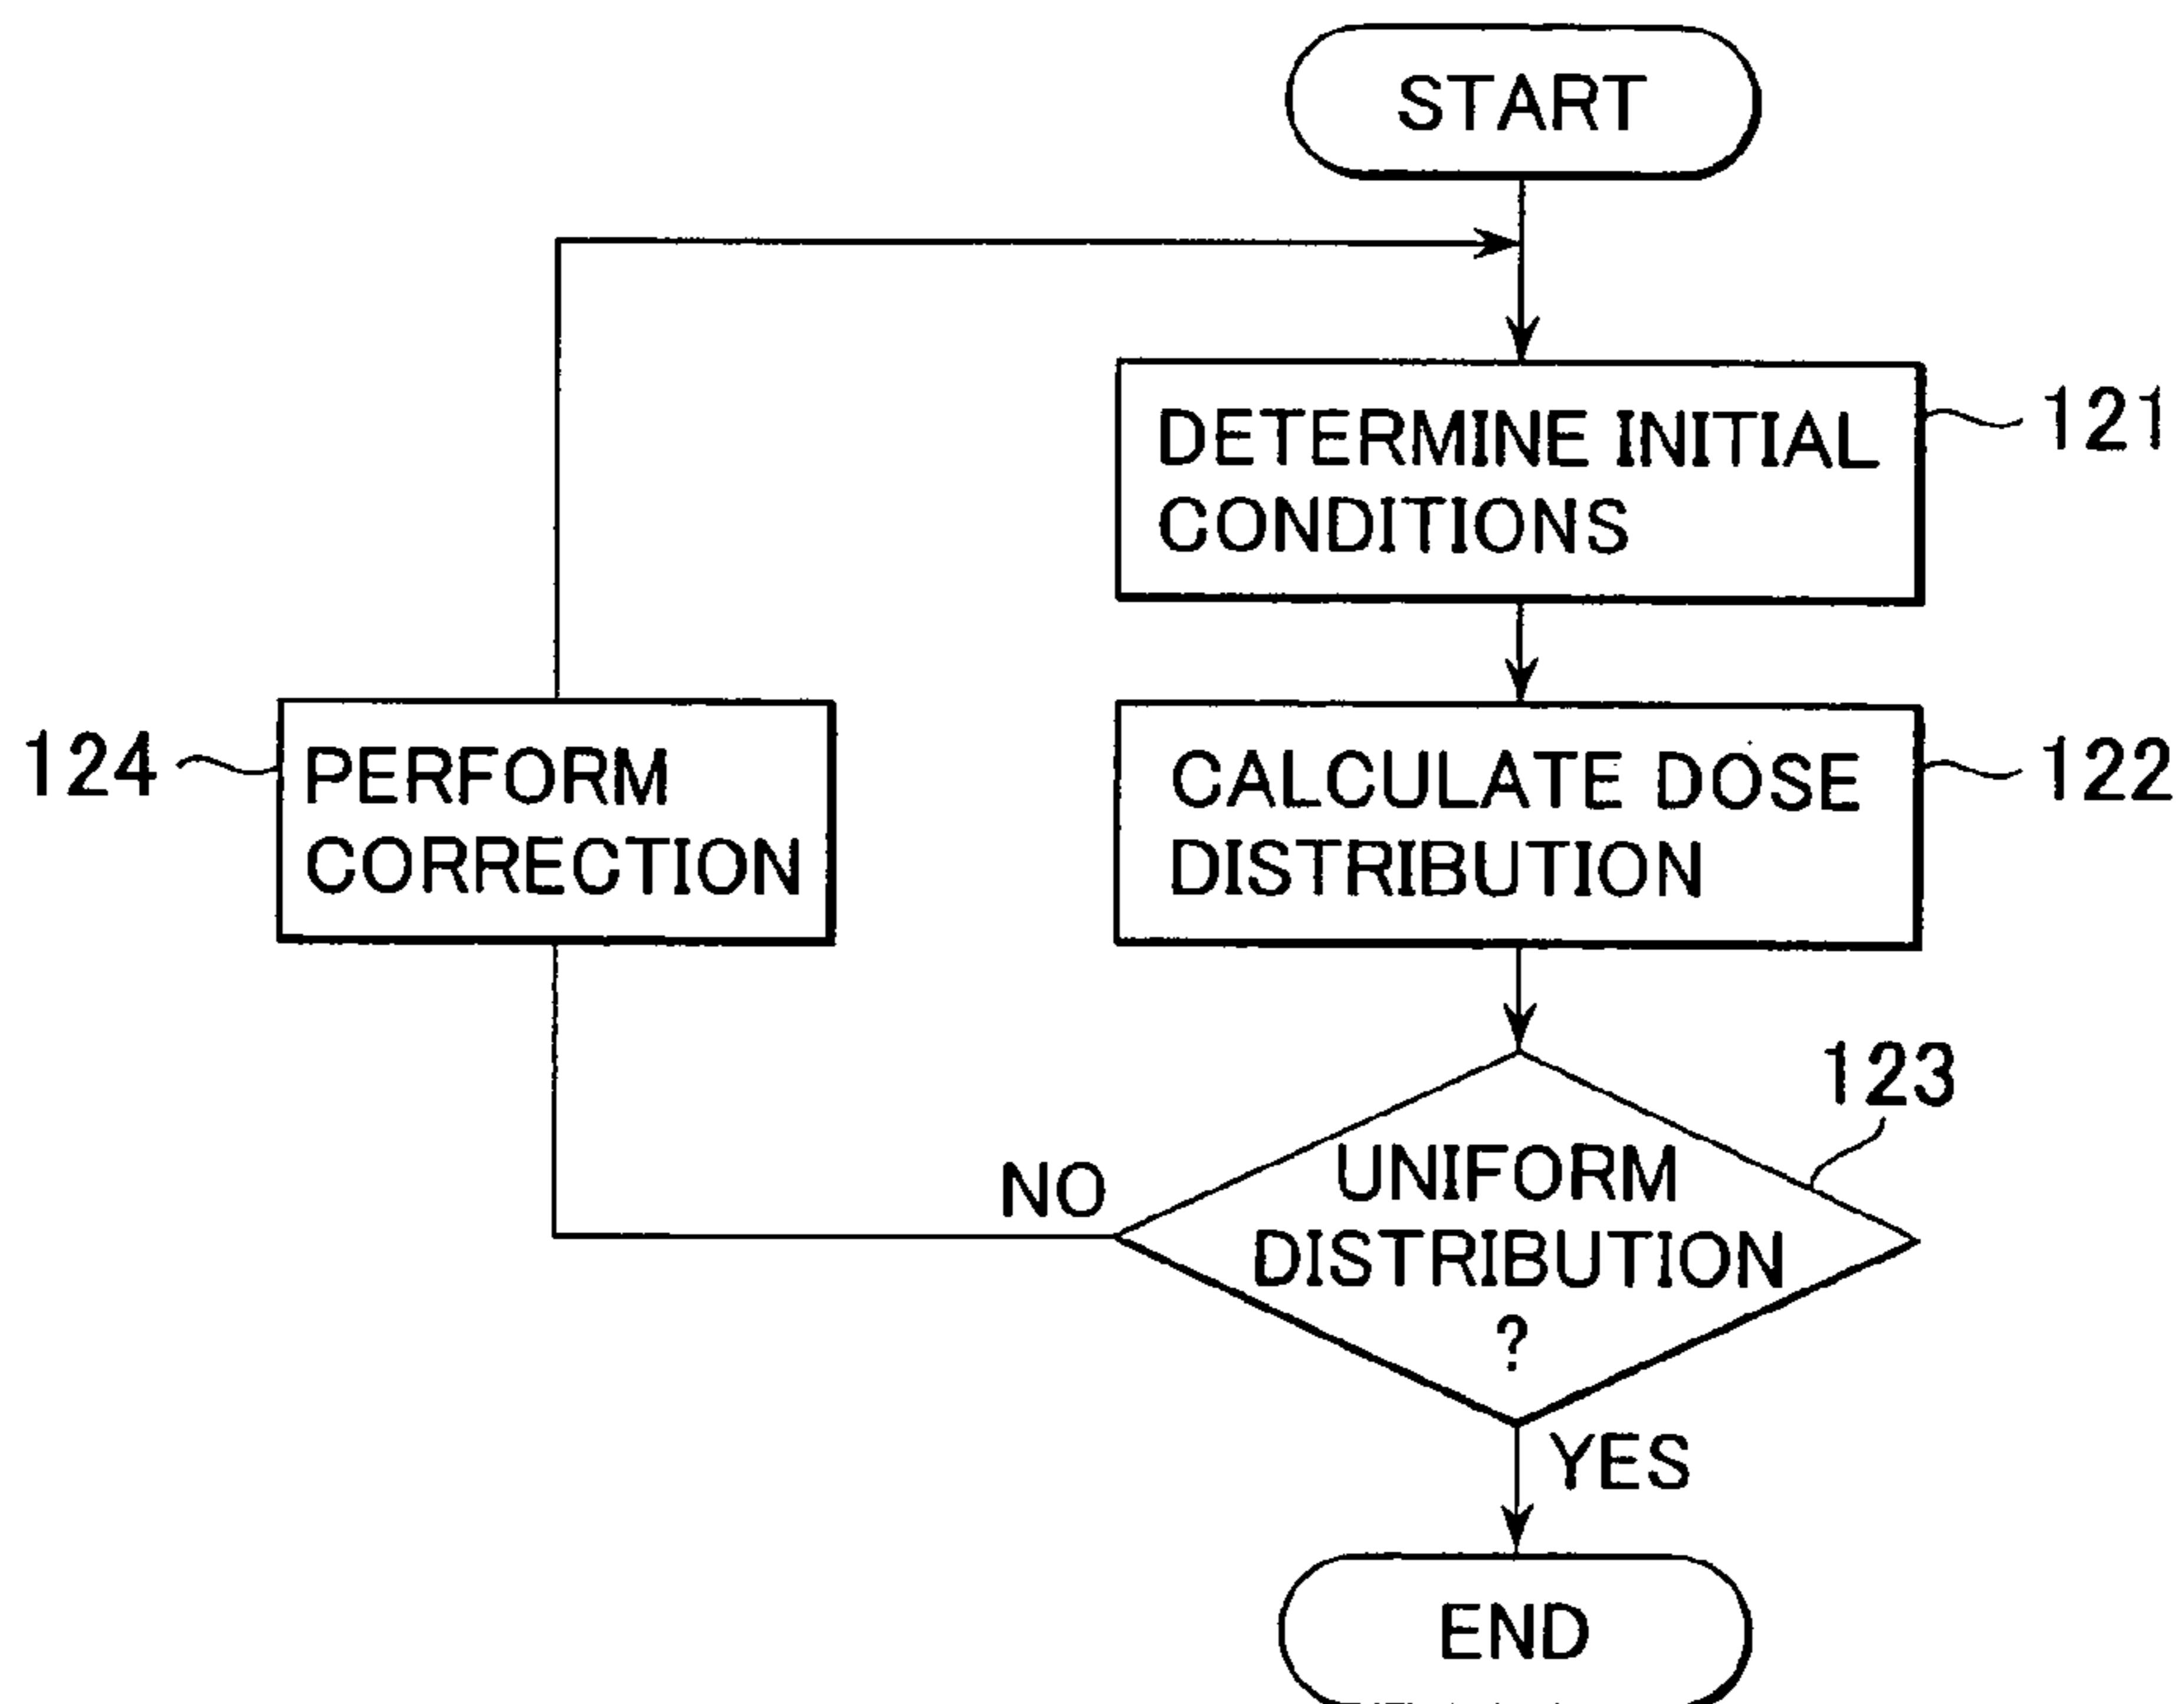 START
DETERMINE INITIAL
CONDITIONS
121
CALCULATE DOSE
DISTRIBUTION
122
124
PERFORM
CORRECTION
123
UNIFORM
DISTRIBUTION
?
NO
YES
END